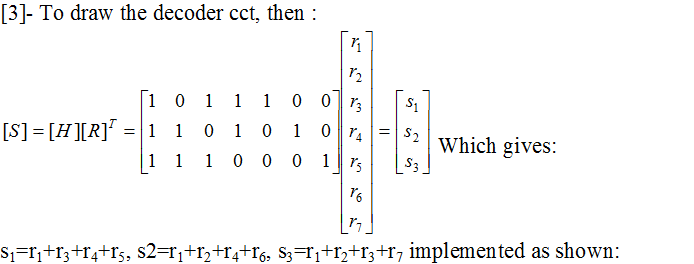 [3]- To draw the decoder cct, then :
[S] = [H][R]^T = [1 0 1 1 1 0 0; 1 1 0 1 0 1 0; 1 1 1 0 0 0 1] [r₁; r₂; r₃; r₄; r₅; r₆; r₇] = [s₁; s₂; s₃] Which gives:
s₁=r₁+r₃+r₄+r₅, s2=r₁+r₂+r₄+r₆, s₃=r₁+r₂+r₃+r₇ implemented as shown: